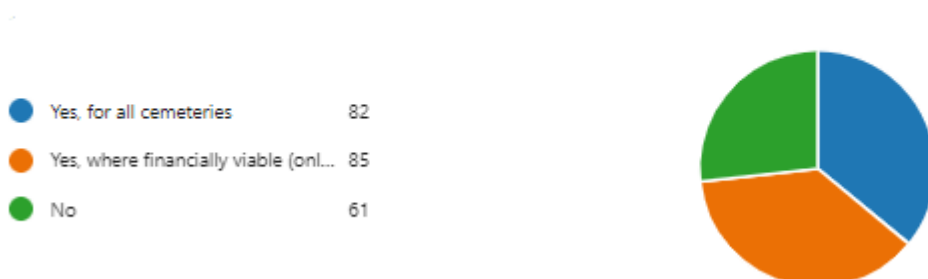 Yes, for all cemeteries 82
Yes, where financially viable (onl... 85
No 61